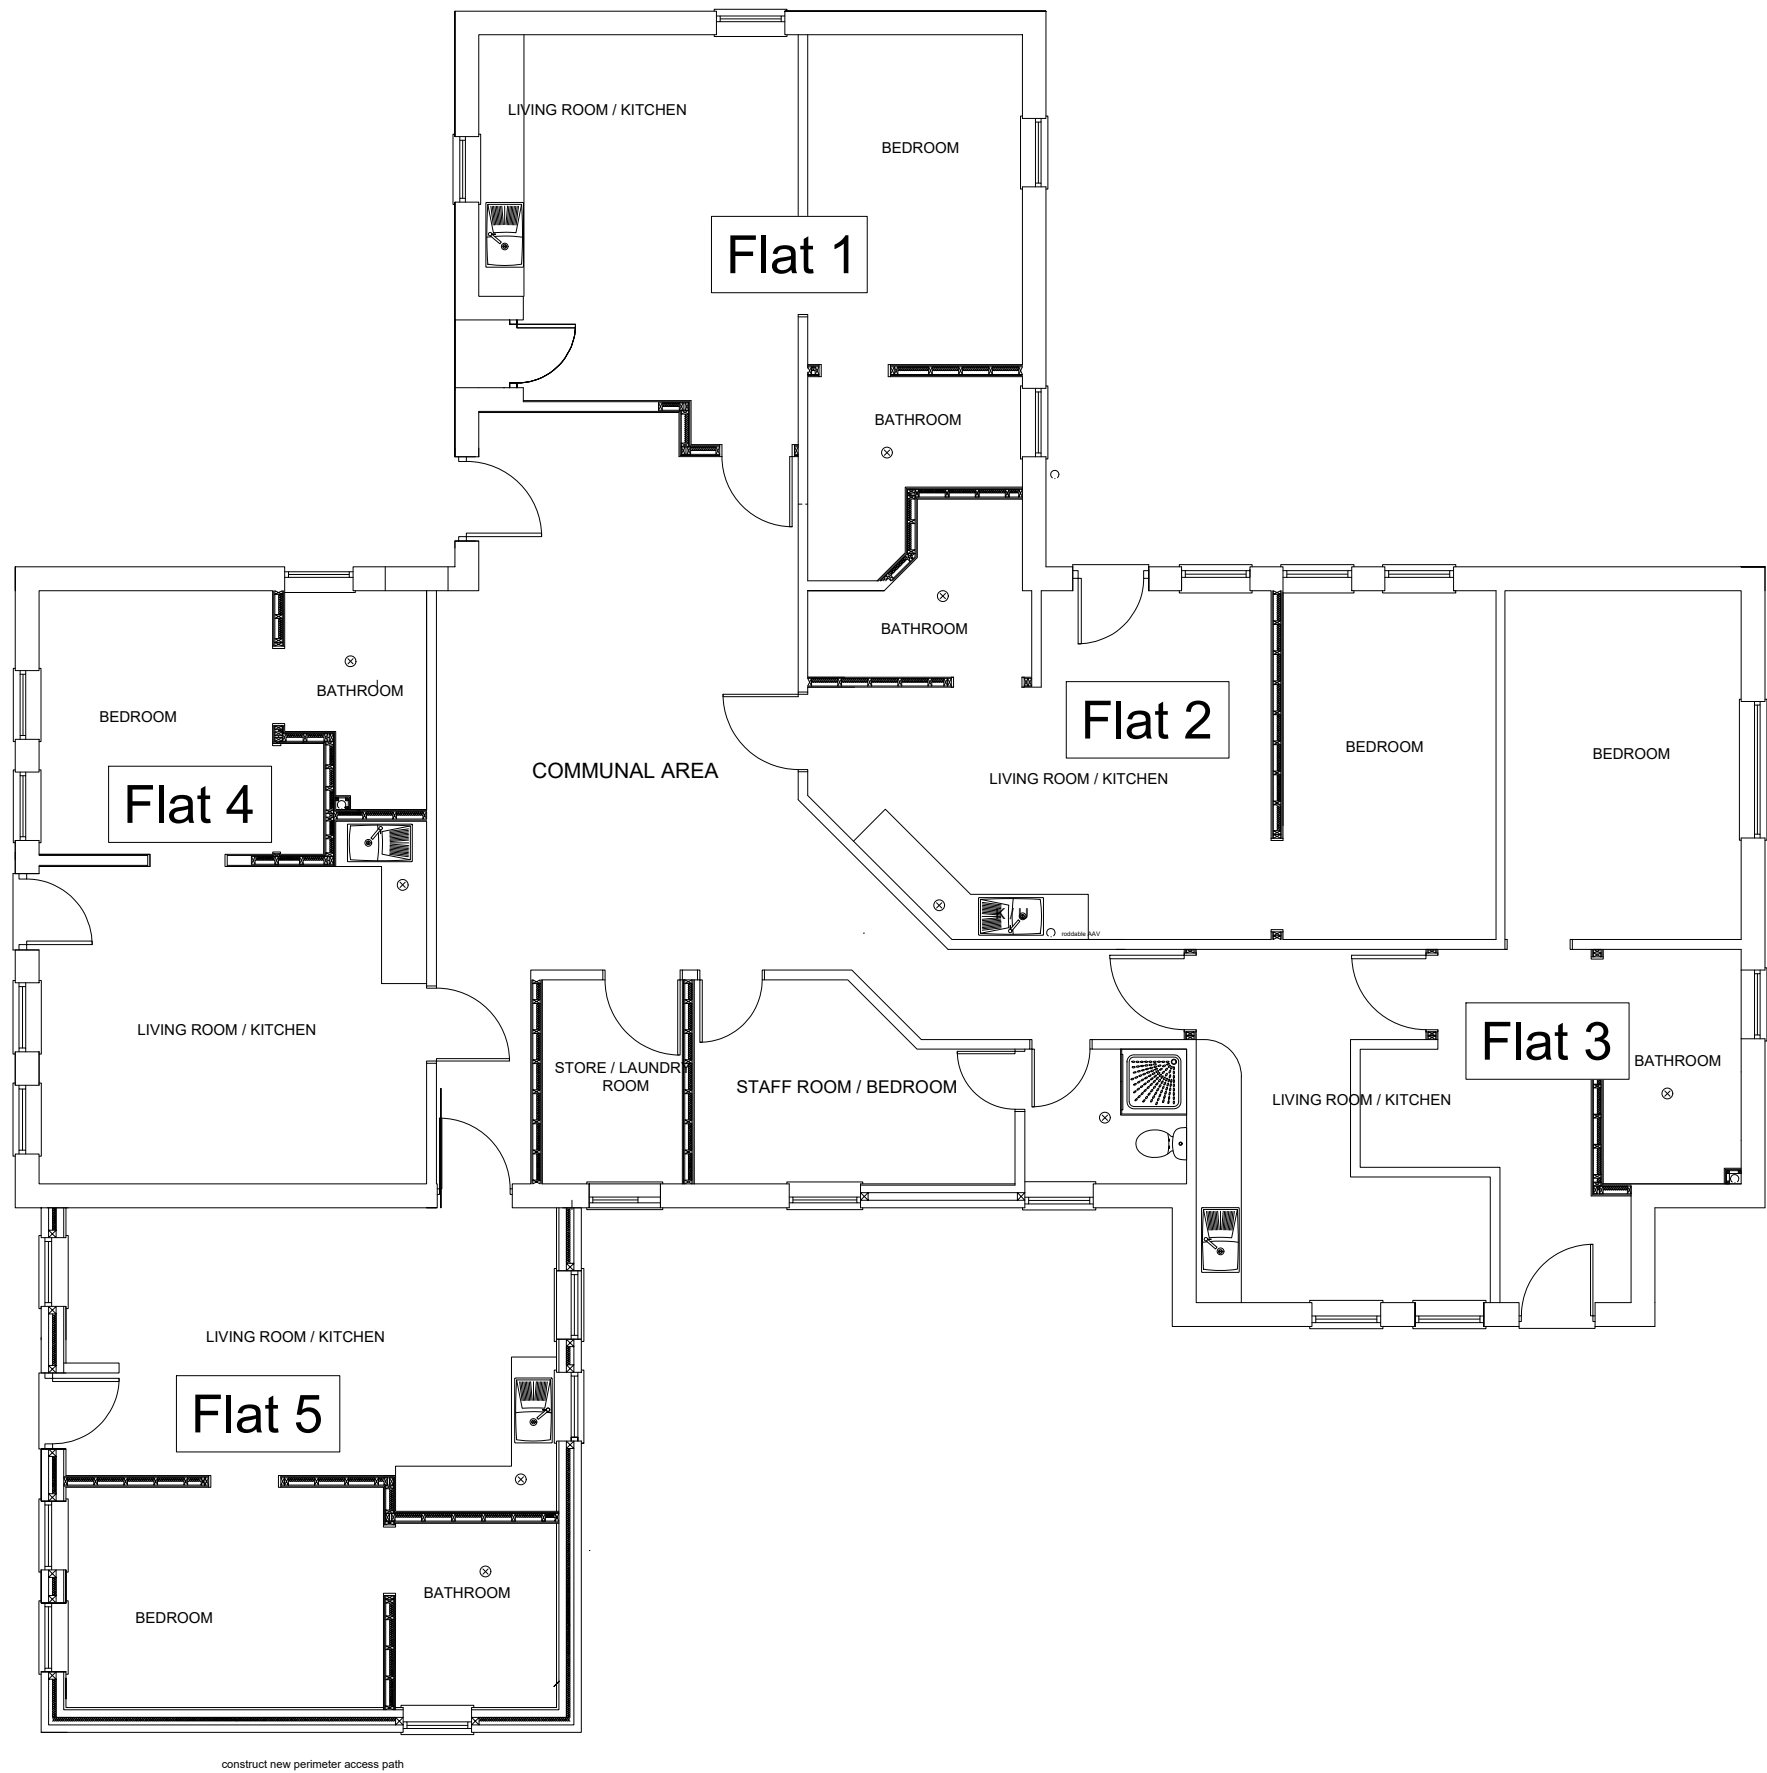 LIVING ROOM / KITCHEN
BEDROOM
Flat 1
BATHROOM
BATHROOM
BATHROOM
BEDROOM
Flat 2
BEDROOM
BEDROOM
COMMUNAL AREA
LIVING ROOM / KITCHEN
Flat 4
K / U
roddable AAV
LIVING ROOM / KITCHEN
Flat 3
STORE / LAUNDRY
ROOM
STAFF ROOM / BEDROOM
BATHROOM
LIVING ROOM / KITCHEN
LIVING ROOM / KITCHEN
Flat 5
BATHROOM
BEDROOM
construct new perimeter access path